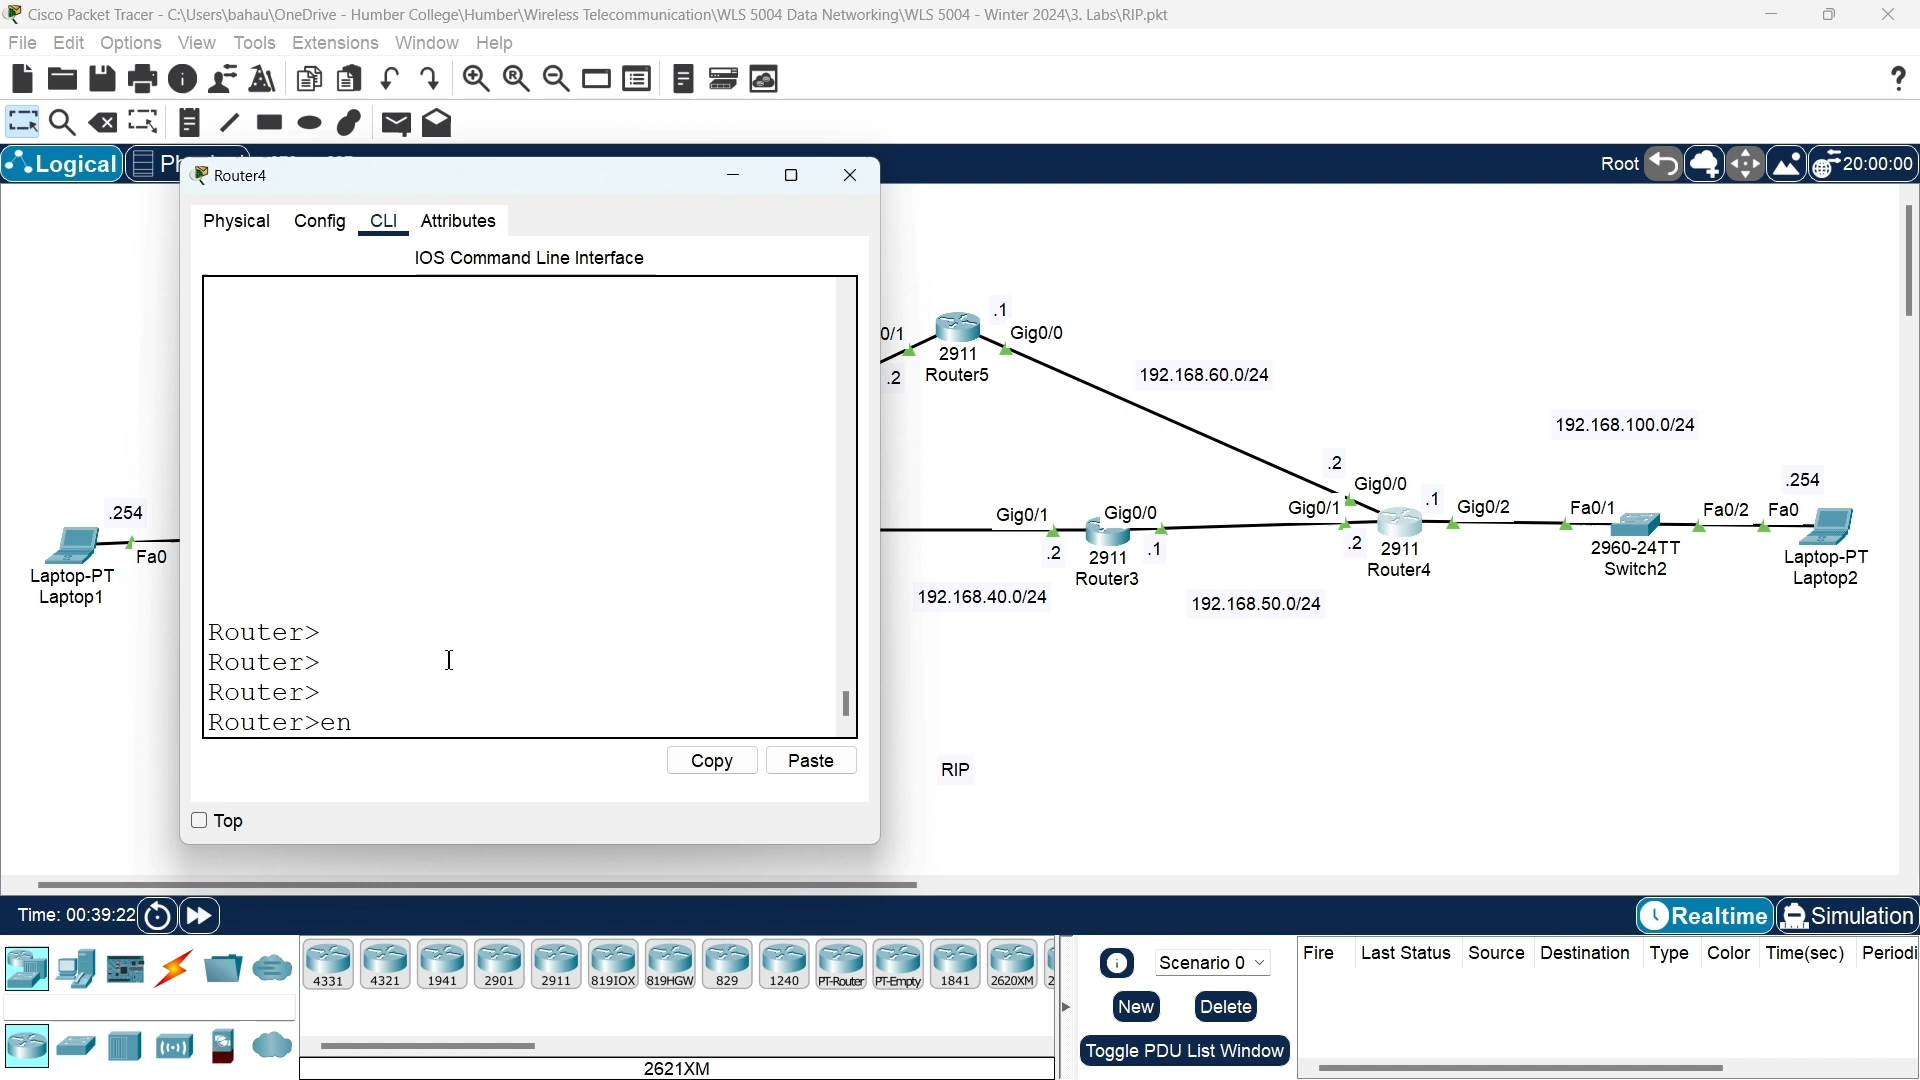 Cisco Packet Tracer - C:\Users\bahau\OneDrive - Humber College\Humber\Wireless Telecommunication\WLS 5004 Data Networking\WLS 5004 - Winter 2024\3. Labs\RIP.pkt
File Edit Options View Tools Extensions Window Help
Logical
Root
20:00:00
Router4
Physical Config CLI Attributes
IOS Command Line Interface
Router>
Router>
Router>
Router>en
Copy Paste
Top
.1
0/1
Gig0/0
2911
.2 Router5
192.168.60.0/24
192.168.100.0/24
.2
Gig0/0
.254
.254
Fa0
Laptop-PT
Laptop1
Gig0/1
Gig0/0
.2
2911
.1
Router3
192.168.40.0/24
192.168.50.0/24
Gig0/1
.1
Gig0/2
.2
2911
Router4
Fa0/1
Fa0/2
Fa0
2960-24TT
Switch2
Laptop-PT
Laptop2
RIP
Time: 00:39:22
Realtime Simulation
4331 4321 1941 2901 2911 819IOX 819HGW 829 1240 PT-Router PT-Empty 1841 2620XM 2
2621XM
Scenario 0
New Delete
Toggle PDU List Window
Fire Last Status Source Destination Type Color Time(sec) Periodi